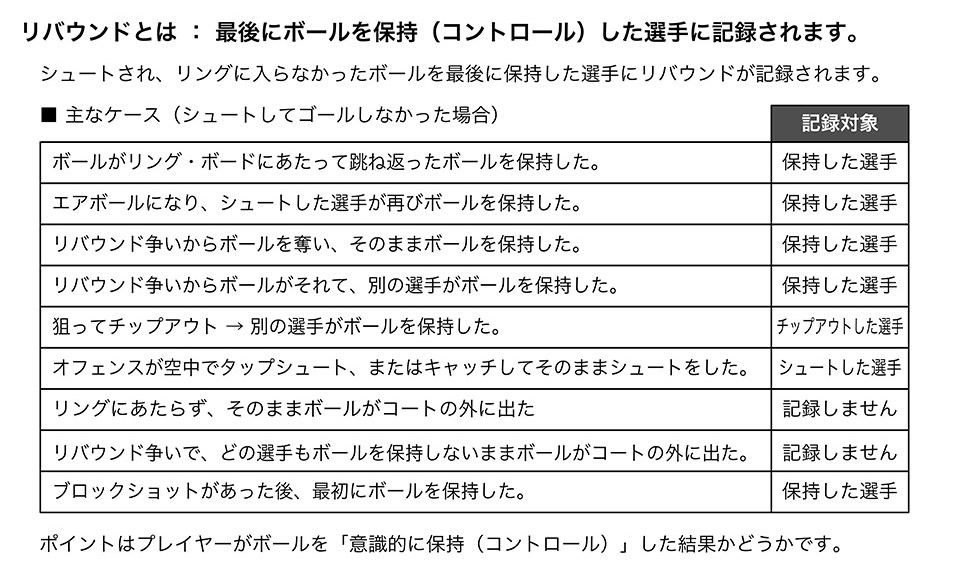 リバウンドとは ： 最後にボールを保持（コントロール）した選手に記録されます。
シュートされ、リングに入らなかったボールを最後に保持した選手にリバウンドが記録されます。
■ 主なケース（シュートしてゴールしなかった場合）
記録対象
ボールがリング・ボードにあたって跳ね返ったボールを保持した。 保持した選手
エアボールになり、シュートした選手が再びボールを保持した。 保持した選手
リバウンド争いからボールを奪い、そのままボールを保持した。 保持した選手
リバウンド争いからボールがそれて、別の選手がボールを保持した。 保持した選手
狙ってチップアウト → 別の選手がボールを保持した。 チップアウトした選手
オフェンスが空中でタップシュート、またはキャッチしてそのままシュートをした。 シュートした選手
リングにあたらず、そのままボールがコートの外に出た 記録しません
リバウンド争いで、どの選手もボールを保持しないままボールがコートの外に出た。 記録しません
ブロックショットがあった後、最初にボールを保持した。 保持した選手
ポイントはプレイヤーがボールを「意識的に保持（コントロール）」した結果かどうかです。